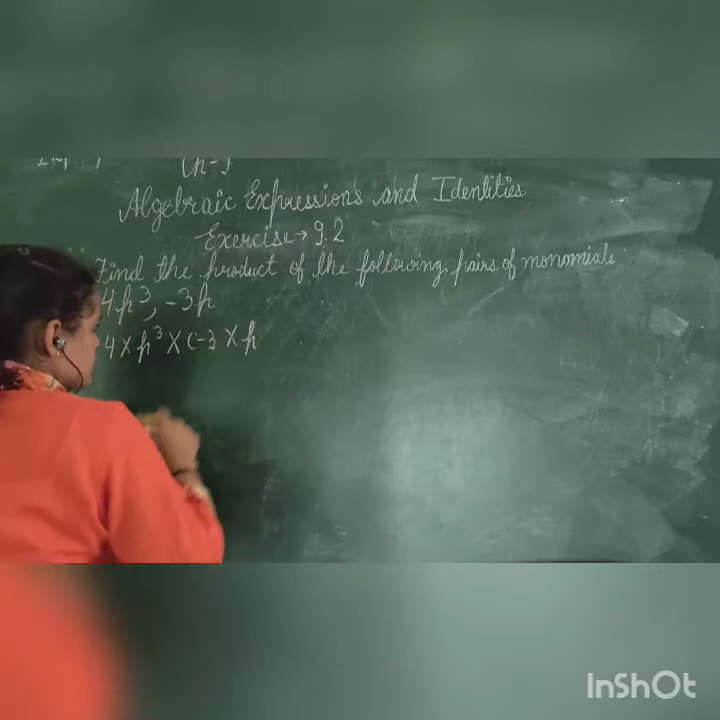 Algebraic Expressions and Identities
Exercise → 9.2
Find the product of the following pairs of monomials
4p³, -3p
4 × p³ × (-3 × p
InShOt